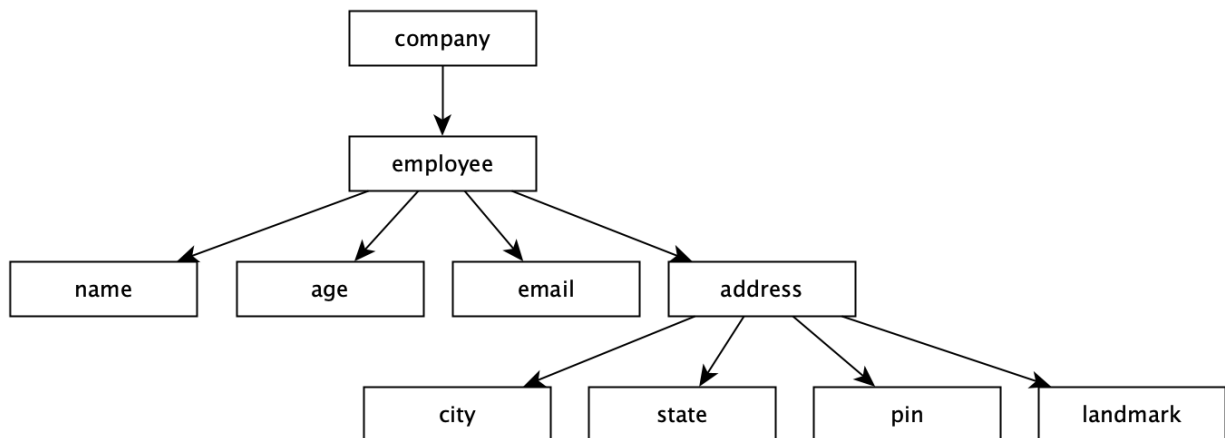 company
employee
name
age
email
address
city
state
pin
landmark